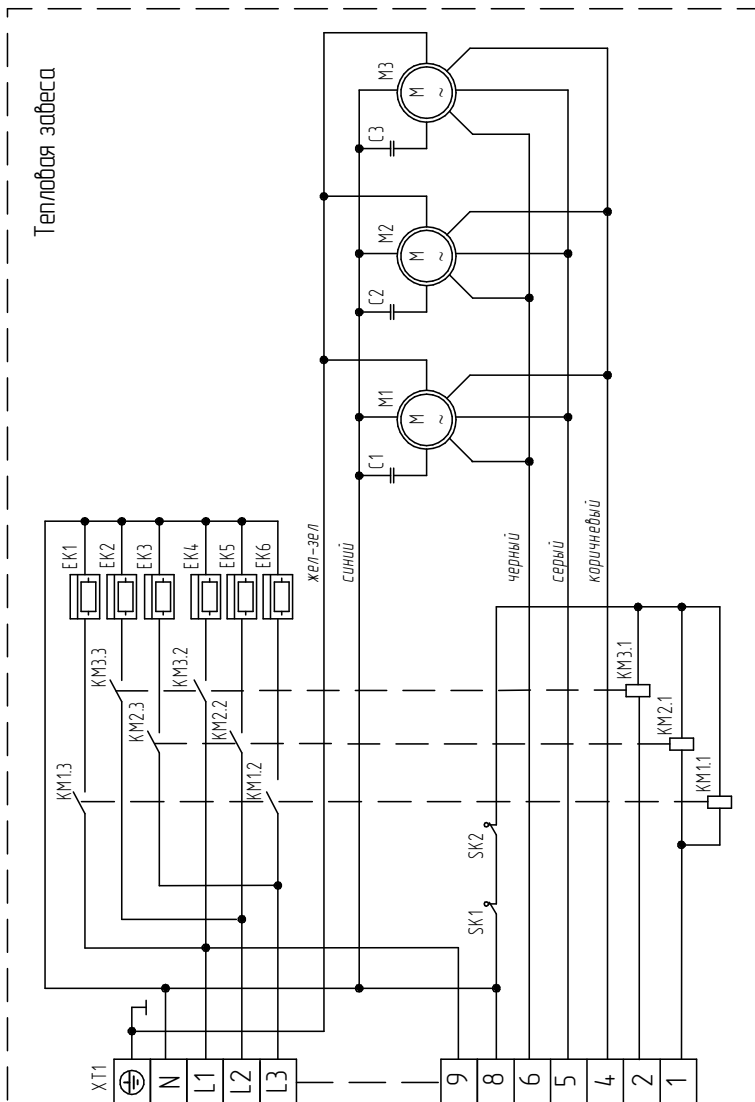 Тепловая завеса
M3
M
~
C3
M2
M
~
C2
M1
M
~
C1
EK1
EK2
EK3
EK4
EK5
EK6
жел-зел
синий
черный
серый
коричневый
KM3.3
KM3.2
KM2.3
KM2.2
KM1.3
KM1.2
KM3.1
KM2.1
KM1.1
SK2
SK1
XT1
N
L1
L2
L3
9
8
6
5
4
2
1